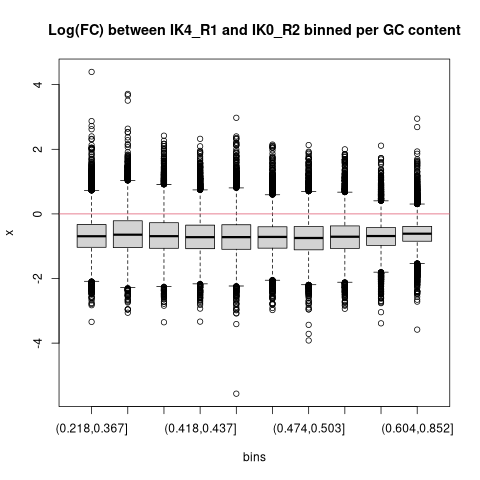 Log(FC) between IK4_R1 and IK0_R2 binned per GC content
4
2
0
-2
-4
x
(0.218,0.367] (0.418,0.437] (0.474,0.503] (0.604,0.852]
bins